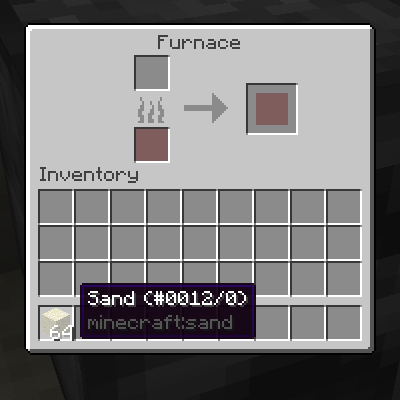 Furnace
Inventory
Sand (#0012/0)
minecraft:sand
64